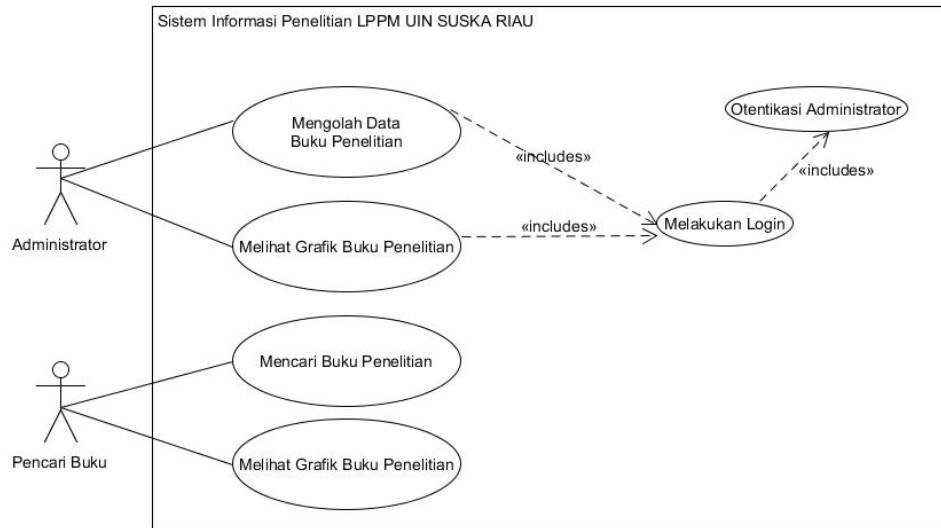 Sistem Informasi Penelitian LPPM UIN SUSKA RIAU
Mengolah Data
Buku Penelitian
Otentikasi Administrator
«includes»
«includes»
Administrator
Melihat Grafik Buku Penelitian
«includes»
Melakukan Login
Mencari Buku Penelitian
Pencari Buku
Melihat Grafik Buku Penelitian